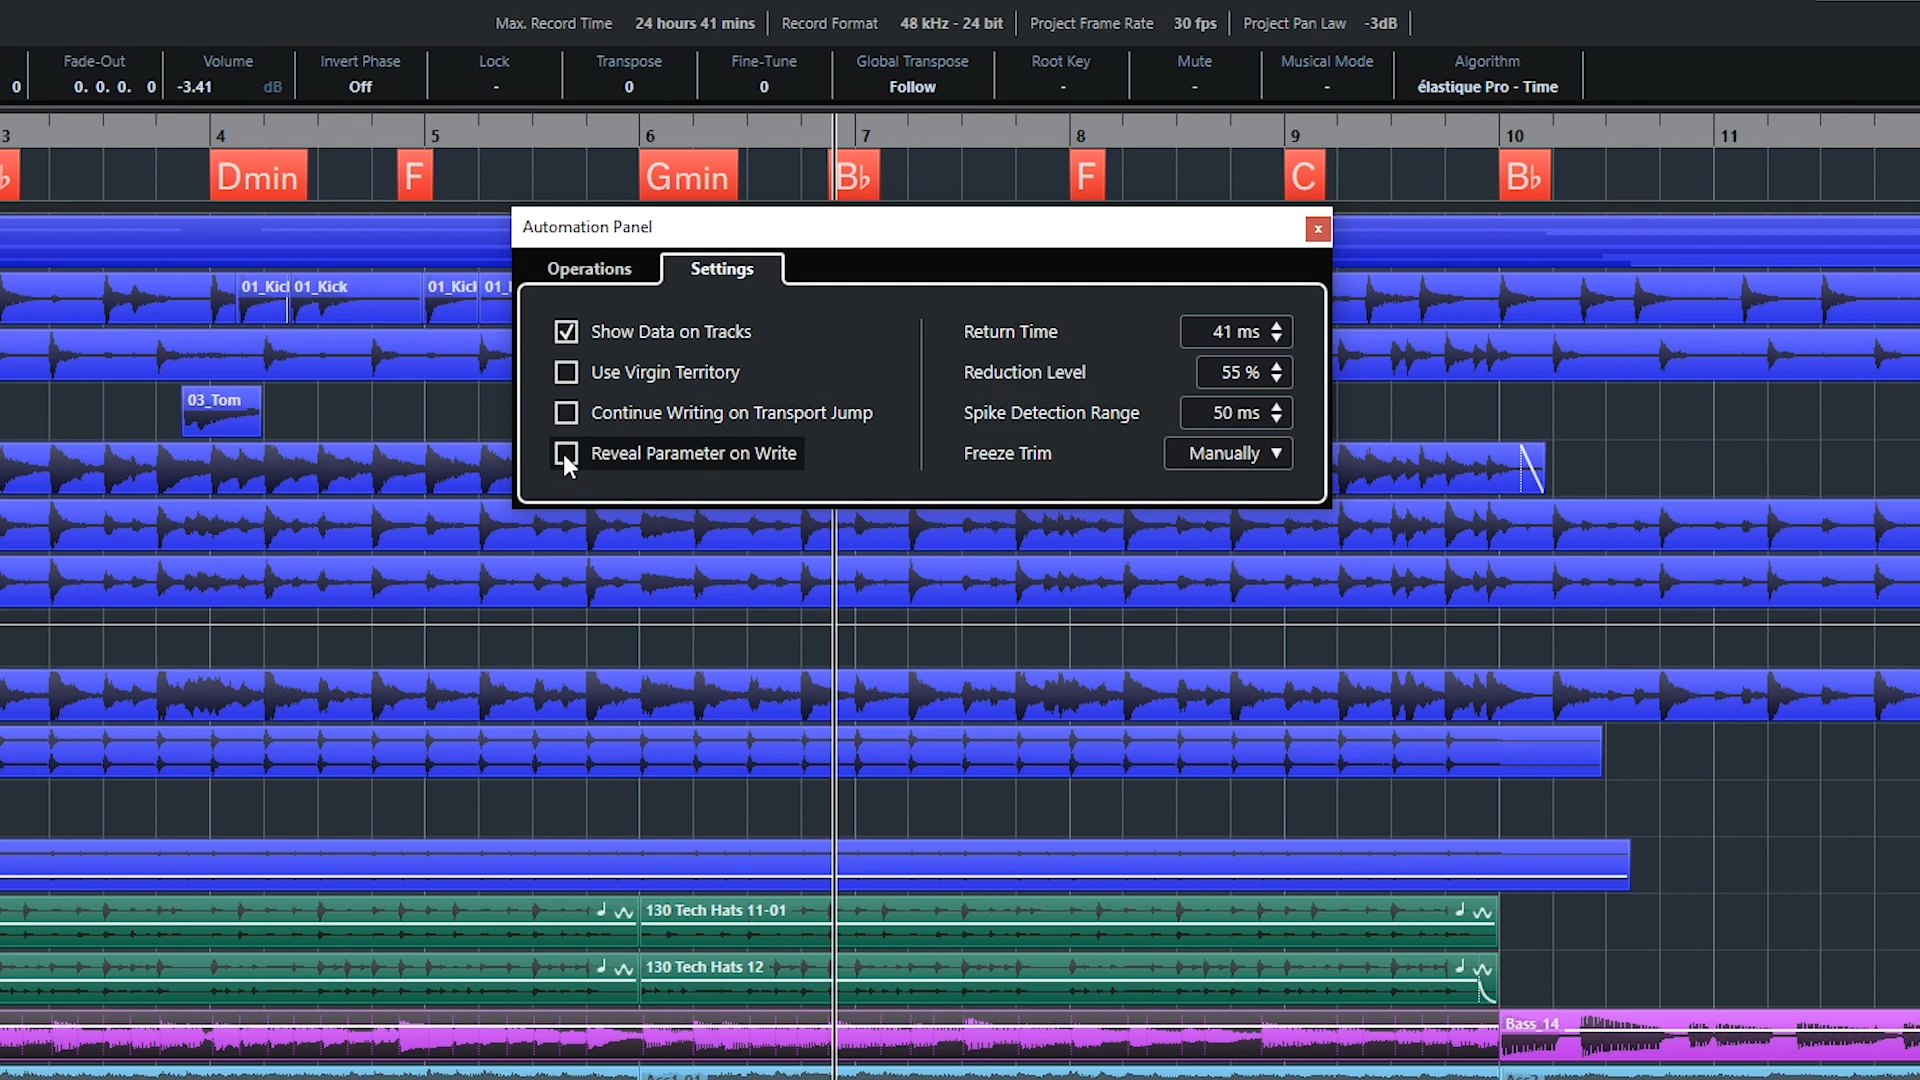 Max. Record Time 24 hours 41 mins Record Format 48 kHz - 24 bit Project Frame Rate 30 fps Project Pan Law -3dB
Fade-Out Volume Invert Phase Lock Transpose Fine-Tune Global Transpose Root Key Mute Musical Mode Algorithm
0 0. 0. 0. 0 -3.41 dB Off - 0 0 Follow - - - élastique Pro - Time
3 4 5 6 7 8 9 10 11
♭ Dmin F Gmin B♭ F C B♭
Automation Panel x
Operations Settings
01_Kick 01_Kick 01_Kick 01_
Show Data on Tracks Return Time 41 ms
Use Virgin Territory Reduction Level 55 %
03_Tom
Continue Writing on Transport Jump Spike Detection Range 50 ms
Reveal Parameter on Write Freeze Trim Manually
130 Tech Hats 11-01
130 Tech Hats 12
Bass_14